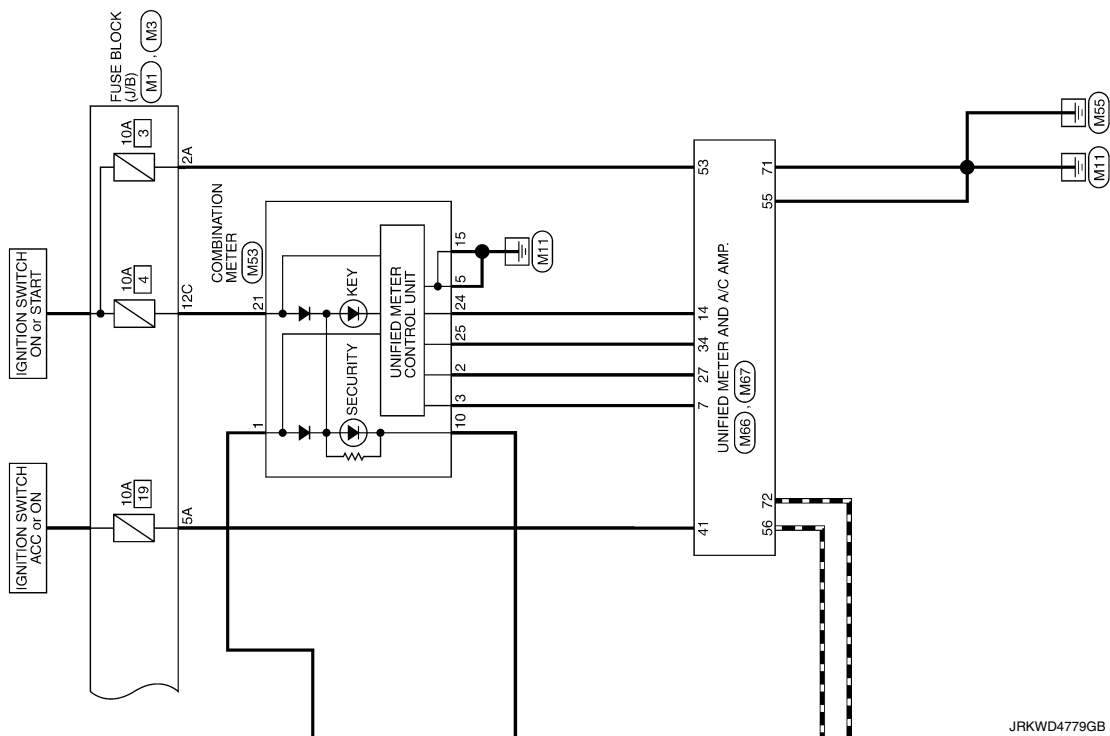 FUSE BLOCK
(J/B)
M1 , M3
IGNITION SWITCH
ON or START
IGNITION SWITCH
ACC or ON
10A
3
2A
10A
4
12C
10A
19
5A
COMBINATION
METER
M53
21
1
KEY
SECURITY
UNIFIED METER
CONTROL UNIT
15
5
24
25
2
3
10
M11
53
14
34
27
7
41
UNIFIED METER AND A/C AMP.
M66 , M67
71
55
72
56
M55
M11
JRKWD4779GB